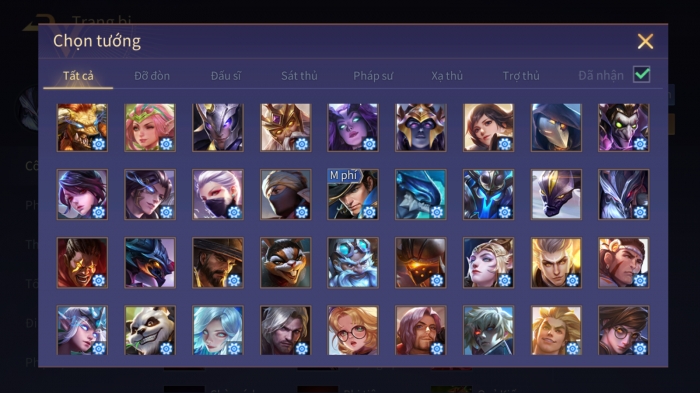 Trang bị
Chọn tướng
Tất cả Đỡ đòn Đấu sĩ Sát thủ Pháp sư Xạ thủ Trợ thủ Đã nhận
M phí